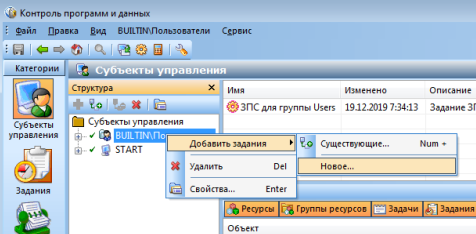 Контроль программ и данных
Файл Правка Вид BUILTIN\Пользователи Сервис
Категории
Субъекты управления
Структура
Имя Изменено Описание
ЗПС для группы Users 19.12.2019 7:34:13 Задание ЗП
Субъекты управления
Субъекты управления
BUILTIN\По
START
Добавить задания
Существующие... Num +
Новое...
Удалить Del
Свойства... Enter
Задания
Ресурсы Группы ресурсов Задачи Задания
Объект